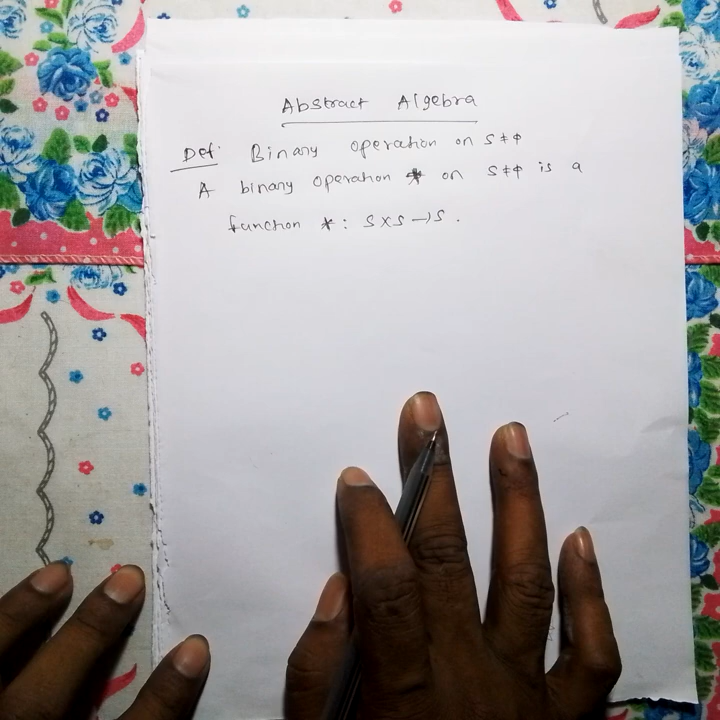 Abstract Algebra
Def: Binary operation on S≠φ
A binary operation * on S≠φ is a
function *: S×S→S.